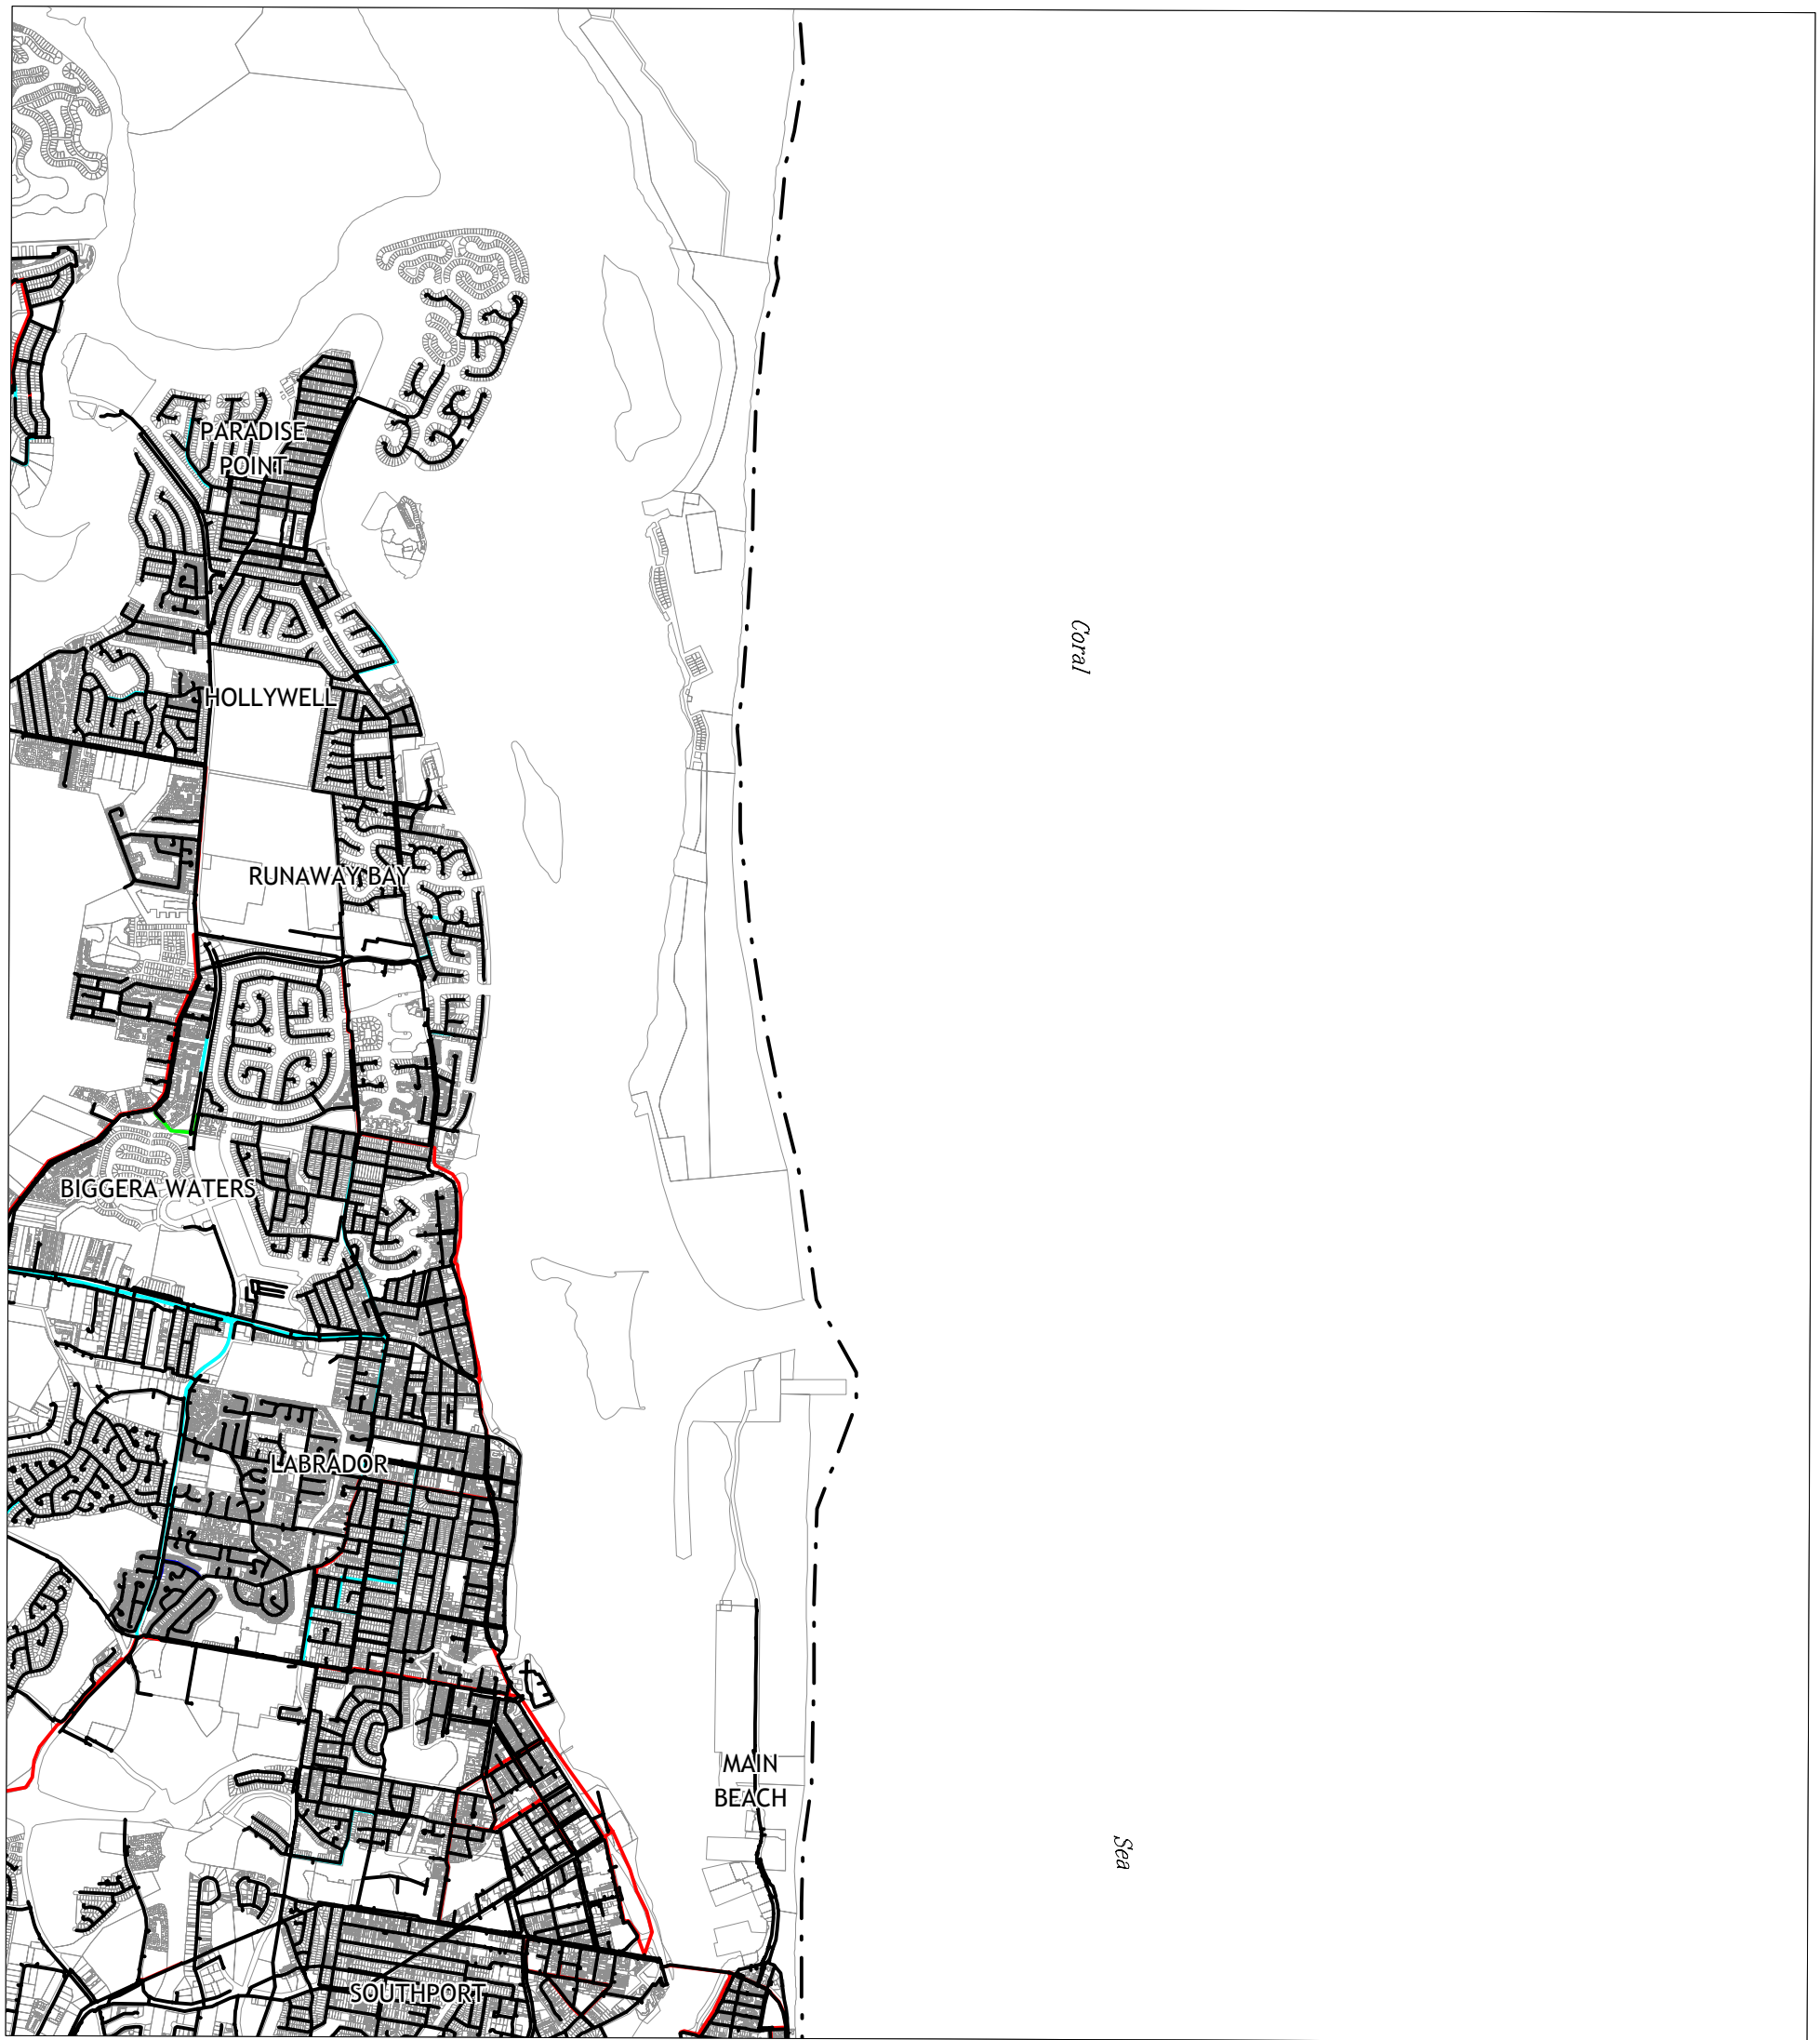 PARADISE
POINT
Coral
HOLLYWELL
RUNAWAY BAY
BIGGERA WATERS
LABRADOR
MAIN
BEACH
Sea
SOUTHPORT